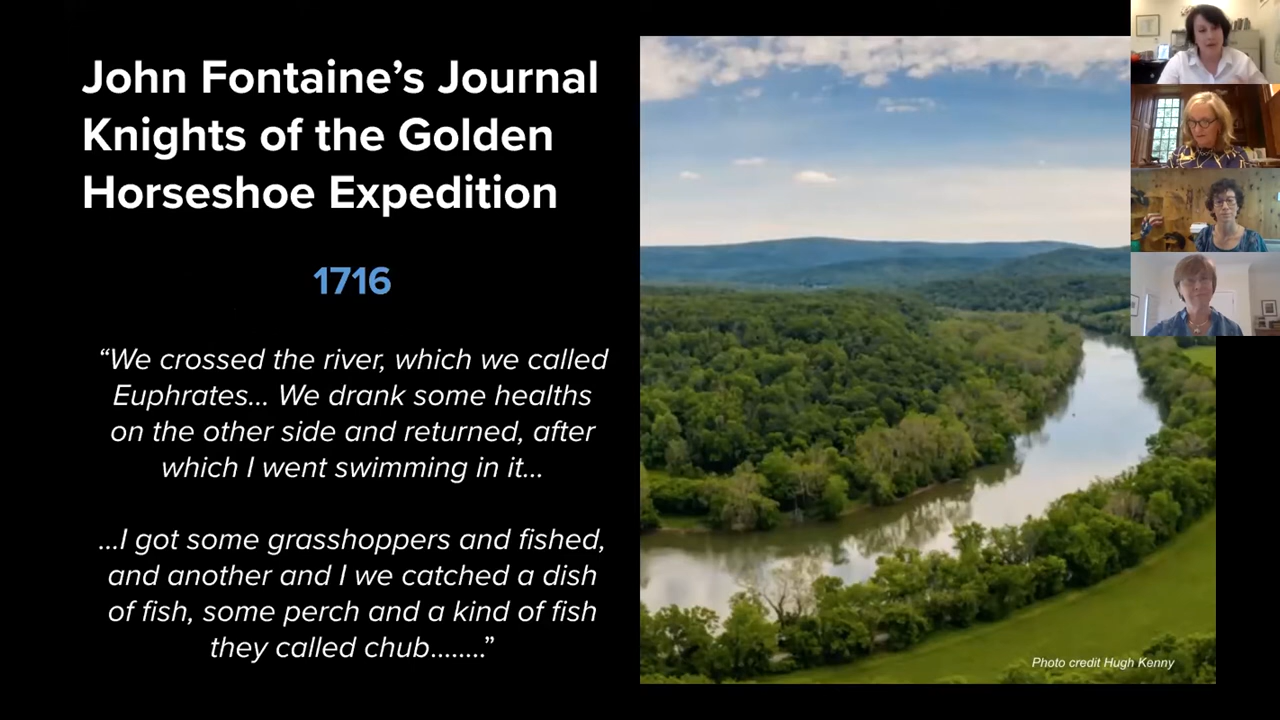 John Fontaine’s Journal
Knights of the Golden
Horseshoe Expedition
1716
“We crossed the river, which we called
Euphrates... We drank some healths
on the other side and returned, after
which I went swimming in it...
...I got some grasshoppers and fished,
and another and I we catched a dish
of fish, some perch and a kind of fish
they called chub........”
Photo credit Hugh Kenny